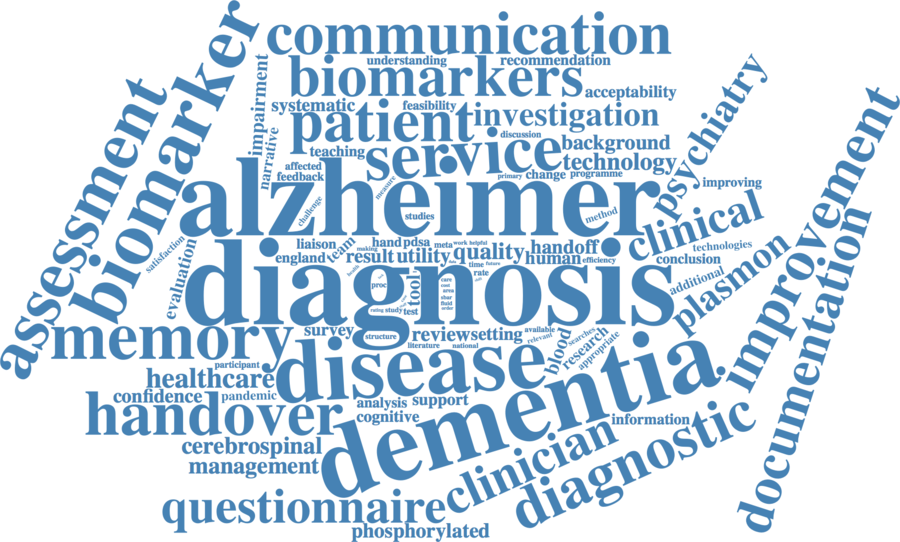 communication
understanding
recommendation
biomarkers
acceptability
systematic
feasibility
patient
investigation
discussion
background
teaching
service
technology
primary
change
programme
affected
feedback
impairment
narrative
assessment
biomarker
psychiatry
improving
alzheimer
measure
challenge
studies
method
clinical
technologies
liaison
team
hand
pdsa
meta
work
helpful
handoff
making
england
result
utility
quality
human
efficiency
conclusion
satisfaction
evaluation
time
future
rate
health
diagnosis
additional
plasmon
improvement
documentation
proc
tool
care
cost
area
shar
fluid
order
rating
study
test
memory
survey
structure
review
setting
available
relevant
literature
national
blood
searches
research
appropriate
participant
healthcare
disease
dementia
confidence
pandemic
analysis
support
handover
cognitive
information
cerebrospinal
management
clinician
diagnostic
questionnaire
phosphorylated